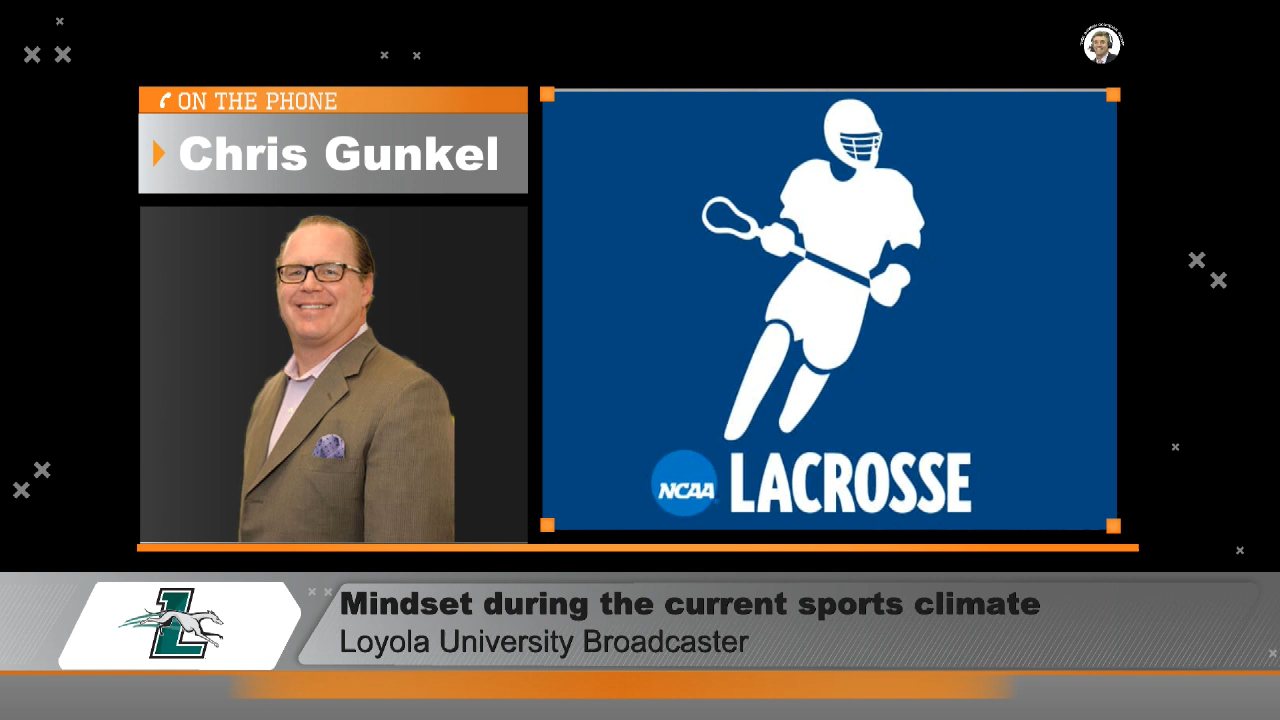 ON THE PHONE
Chris Gunkel
NCAA
LACROSSE
L
Mindset during the current sports climate
Loyola University Broadcaster